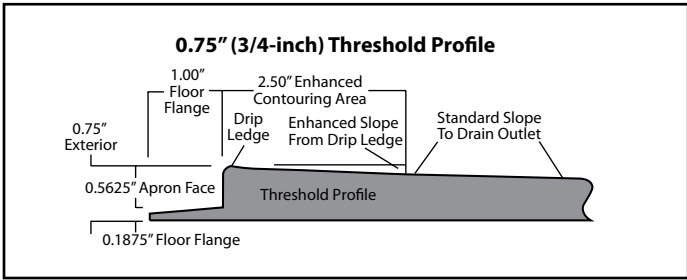 0.75” (3/4-inch) Threshold Profile
1.00”
Floor
Flange
2.50” Enhanced
Contouring Area
0.75”
Exterior
Drip
Ledge
Enhanced Slope
From Drip Ledge
Standard Slope
To Drain Outlet
0.5625” Apron Face
Threshold Profile
0.1875” Floor Flange